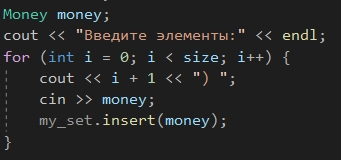 Money money;
cout << "Введите элементы:" << endl;
for (int i = 0; i < size; i++) {
cout << i + 1 << ") ";
cin >> money;
my_set.insert(money);
}